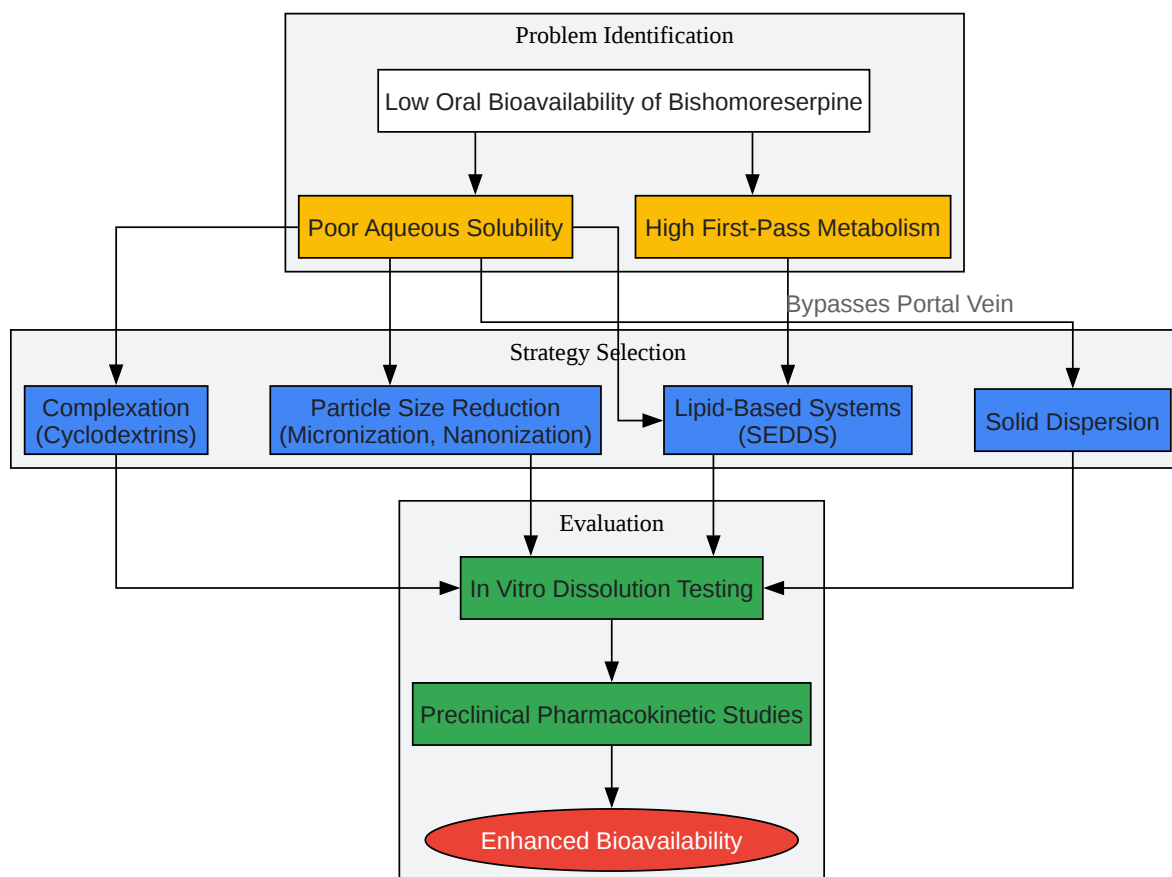 Problem Identification
Low Oral Bioavailability of Bishomoreserpine
Poor Aqueous Solubility
High First-Pass Metabolism
Bypasses Portal Vein
Strategy Selection
Complexation
(Cyclodextrins)
Particle Size Reduction
(Micronization, Nanonization)
Lipid-Based Systems
(SEDDS)
Solid Dispersion
Evaluation
In Vitro Dissolution Testing
Preclinical Pharmacokinetic Studies
Enhanced Bioavailability